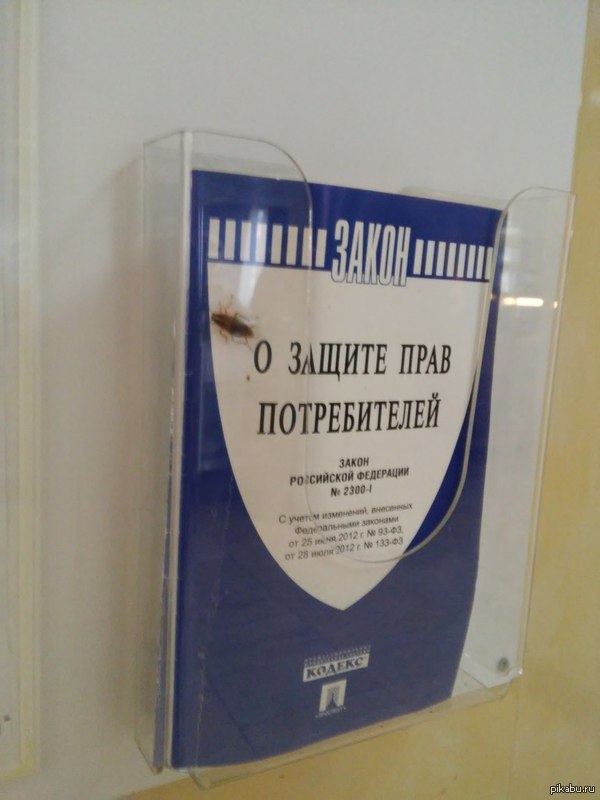 ЗАКОН
О ЗАЩИТЕ ПРАВ
ПОТРЕБИТЕЛЕЙ
ЗАКОН
РОССИЙСКОЙ ФЕДЕРАЦИИ
№ 2300-I
С учетом изменений, внесенных
Федеральными законами
от 25 июня 2012 г. № 93-ФЗ,
от 28 июля 2012 г. № 133-ФЗ
КОДЕКС
pikabu.ru